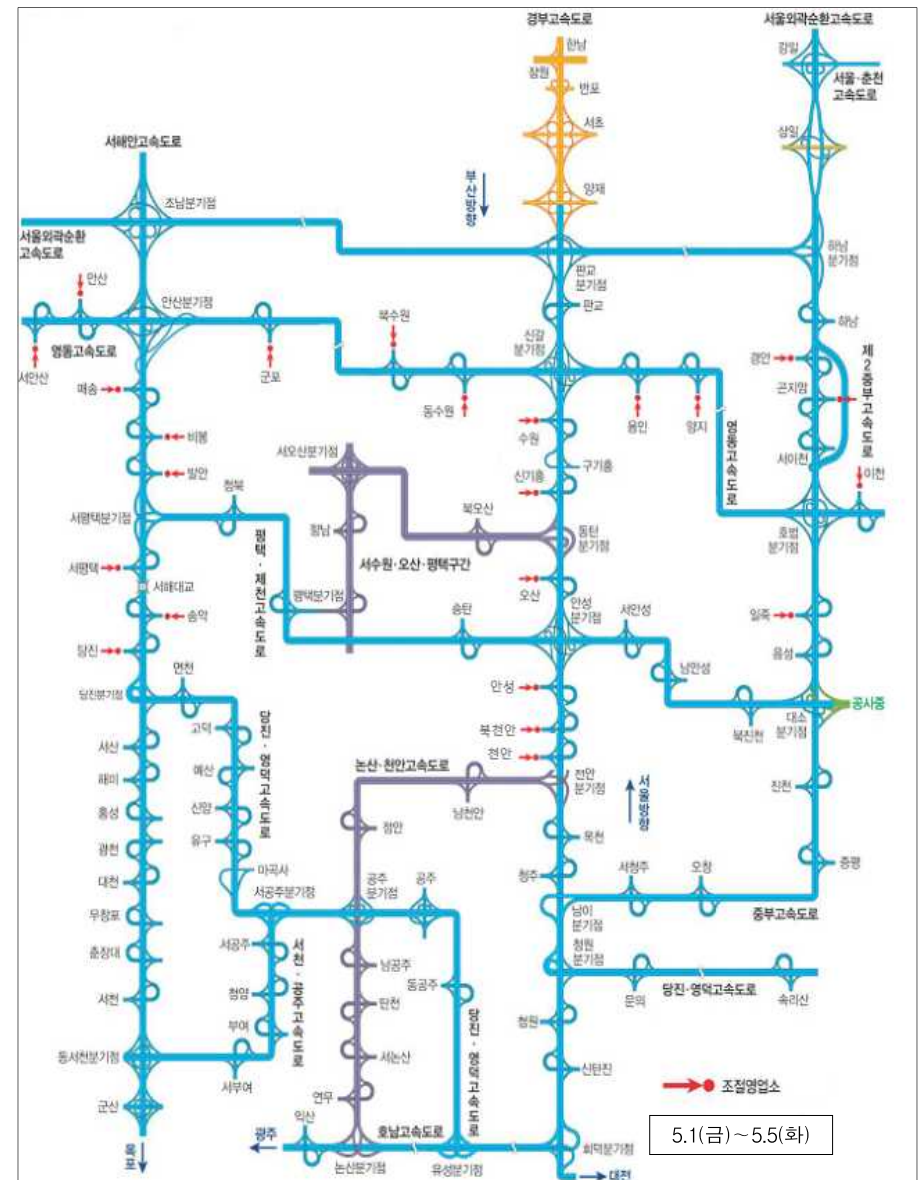 경부고속도로
서울외곽순환고속도로
한남
잠원
반포
서초
양재
강일
서울·춘천
고속도로
상일
서해안고속도로
부산방향
조남분기점
서울외곽순환
고속도로
판교
분기점
하남
분기점
안산
안산분기점
판교
북수원
신갈
분기점
하남
영동고속도로
서안산
군포
동수원
용인
양지
경안
곤지암
제2중부고속도로
매송
비봉
수원
구기흥
영동고속도로
서이천
이천
발안
서오산분기점
신기흥
청북
북오산
서평택분기점
향남
동탄
분기점
호법
분기점
평택·제천고속도로
서수원·오산·평택구간
서평택
서해대교
평택분기점
오산
안성
분기점
서안성
송악
송탄
일죽
당진
음성
면천
남안성
당진분기점
안성
북진천
대소
분기점
공사중
고덕
당진·영덕고속도로
북천안
서산
천안
예산
논산·천안고속도로
천안
분기점
서울방향
해미
남천안
진천
홍성
신양
정안
유구
목천
광천
마곡사
청주
서청주
오창
증평
대천
서공주분기점
공주
분기점
공주
남이
분기점
중부고속도로
무창포
서공주
서천·공주고속도로
청원
분기점
춘장대
남공주
문의
당진·영덕고속도로
속리산
서천
청양
탄천
동공주
당진·영덕고속도로
청원
부여
동서천분기점
서부여
서논산
신탄진
군산
연무
조절영업소
익산
광주
호남고속도로
5.1(금)~5.5(화)
목포
논산분기점
유성분기점
회덕분기점
대전